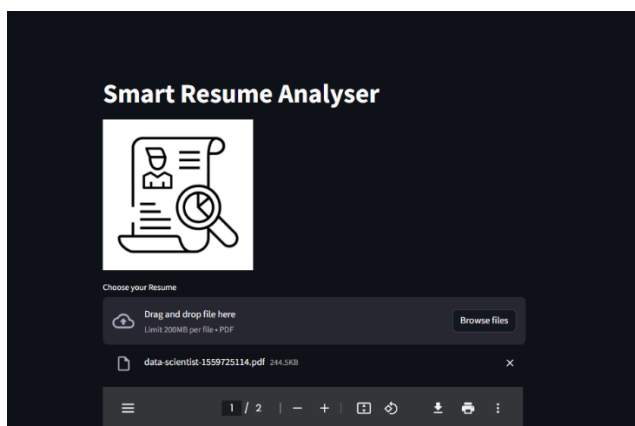 Smart Resume Analyser
Choose your Resume
Drag and drop file here
Limit 200MB per file • PDF
Browse files
data-scientist-1559725114.pdf 244.5KB
1 / 2